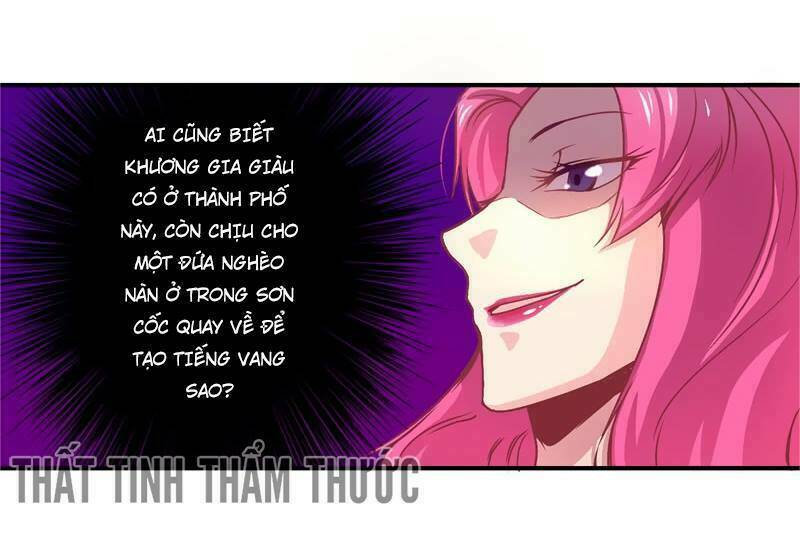 AI CŨNG BIẾT
KHƯƠNG GIA GIÀU
CÓ Ở THÀNH PHỐ
NÀY, CÒN CHỊU CHO
MỘT ĐỨA NGHÈO
NÀN Ở TRONG SƠN
CỐC QUAY VỀ ĐỂ
TẠO TIẾNG VANG
SAO?
THẤT TINH THẨM THƯỚC